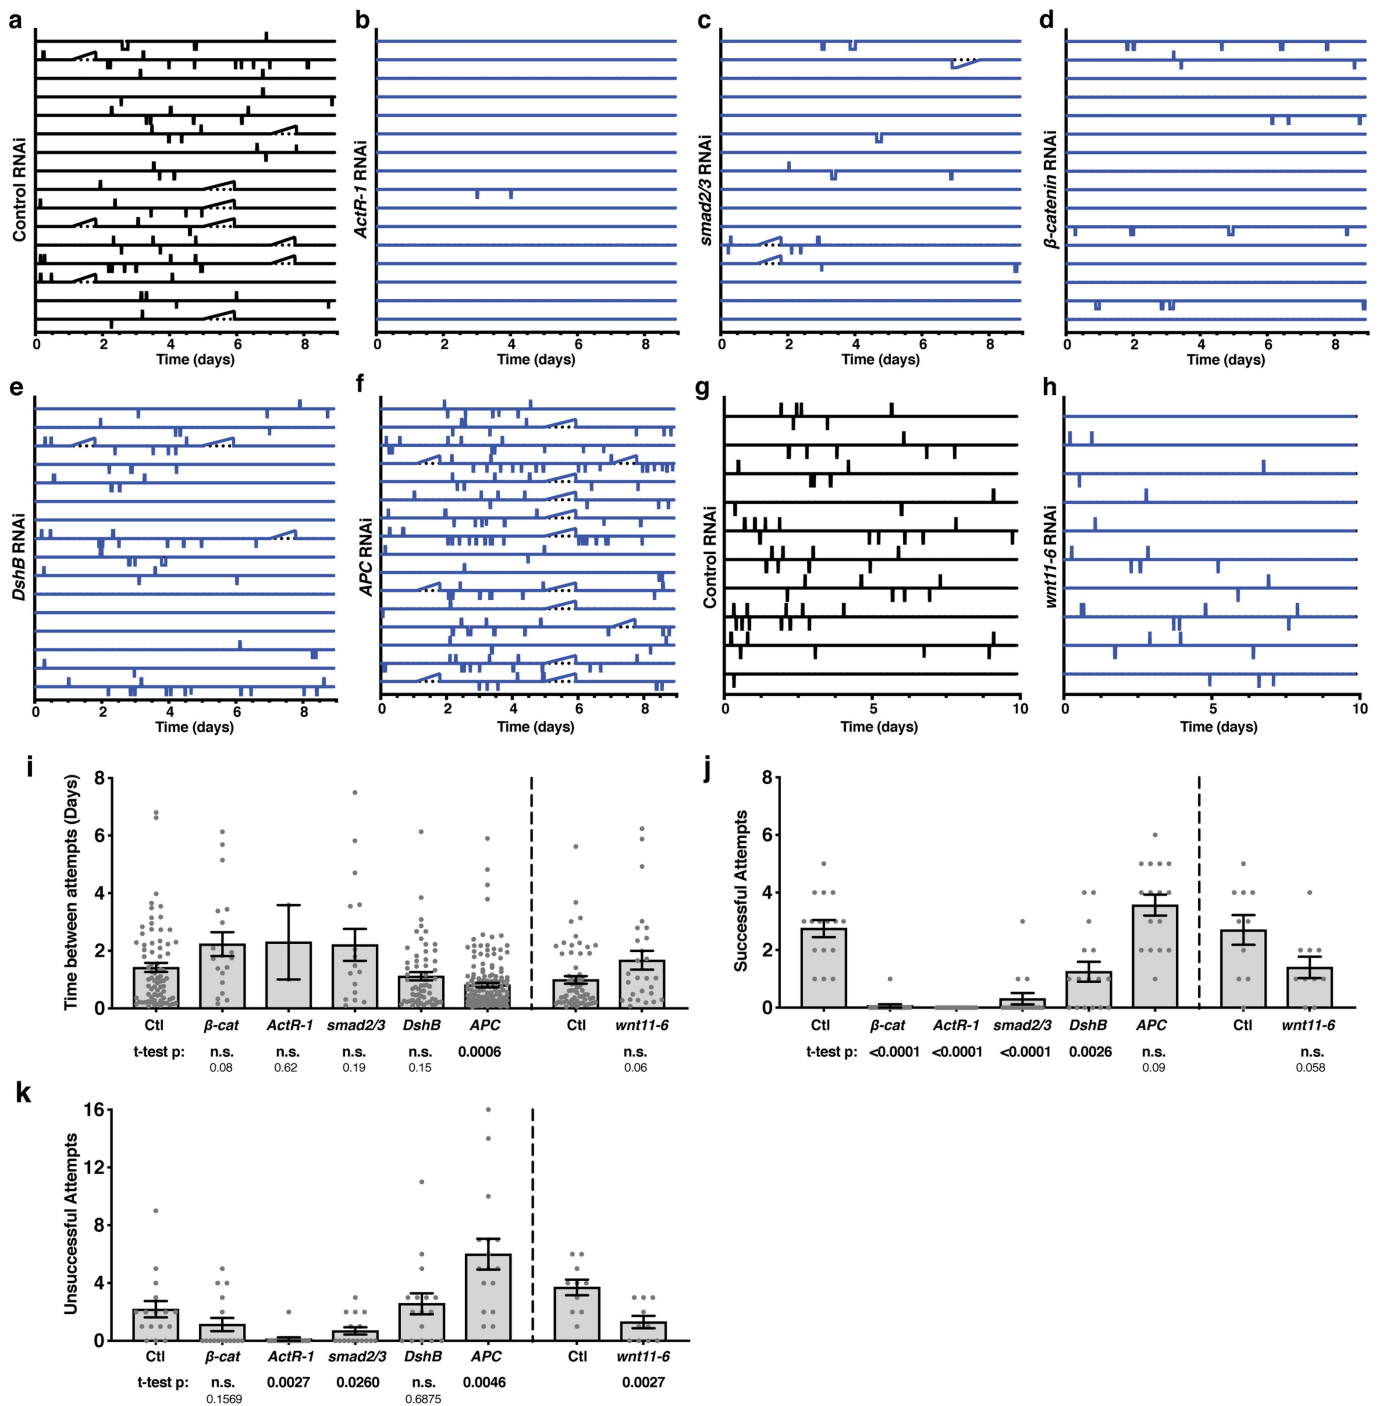 a
b
c
d
Control RNAi
ActR-1 RNAi
smad2/3 RNAi
β-catenin RNAi
0 2 4 6 8
0 2 4 6 8
0 2 4 6 8
0 2 4 6 8
Time (days)
Time (days)
Time (days)
Time (days)
e
f
g
h
DshB RNAi
APC RNAi
Control RNAi
wnt11-6 RNAi
0 2 4 6 8
0 2 4 6 8
0 5 10
0 5 10
Time (days)
Time (days)
Time (days)
Time (days)
i
Time between attempts (Days)
8
6
4
2
0
Ctl β-cat ActR-1 smad2/3 DshB APC Ctl wnt11-6
t-test p: n.s. n.s. n.s. n.s. 0.0006 n.s.
0.08 0.62 0.19 0.15 0.06
j
Successful Attempts
8
6
4
2
0
Ctl β-cat ActR-1 smad2/3 DshB APC Ctl wnt11-6
t-test p: <0.0001 <0.0001 <0.0001 0.0026 n.s. n.s.
0.09 0.058
k
Unsuccessful Attempts
16
12
8
4
0
Ctl β-cat ActR-1 smad2/3 DshB APC Ctl wnt11-6
t-test p: n.s. 0.0027 0.0260 n.s. 0.0046 0.0027
0.1569 0.6875